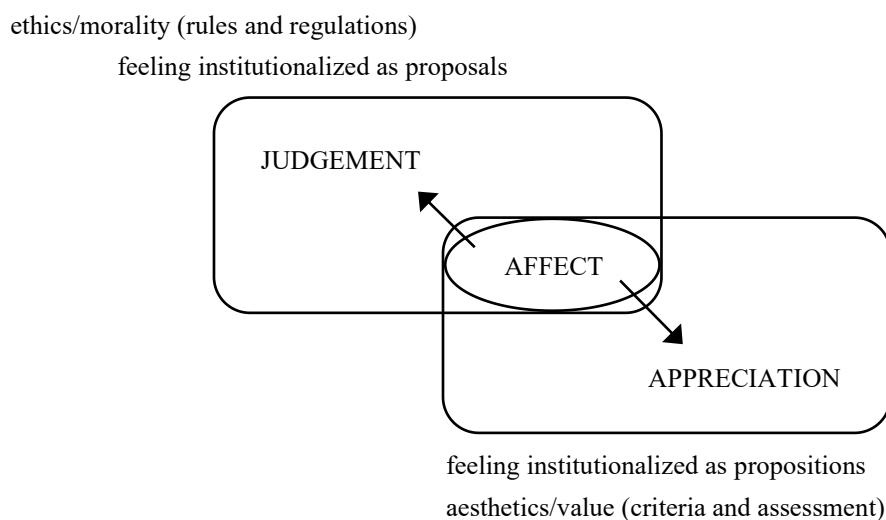 ethics/morality (rules and regulations)
feeling institutionalized as proposals
JUDGEMENT
AFFECT
APPRECIATION
feeling institutionalized as propositions
aesthetics/value (criteria and assessment)